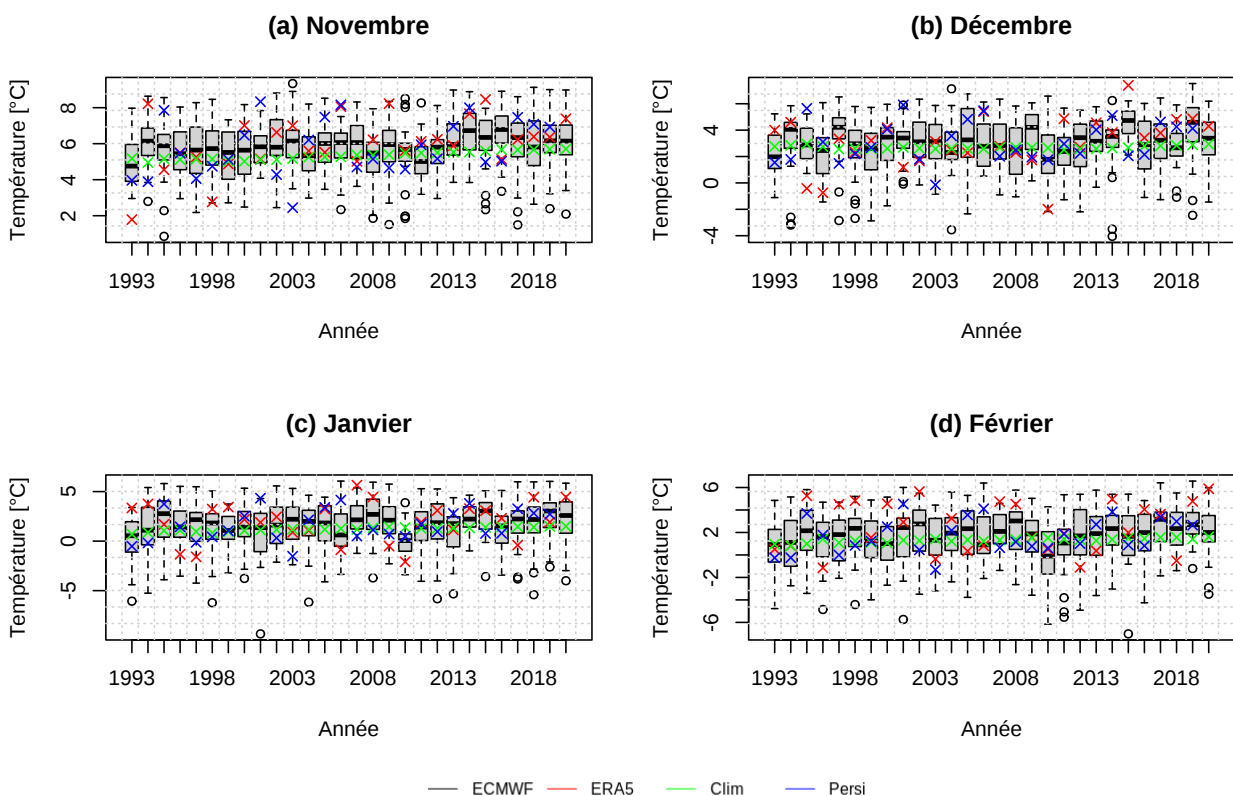 (a) Novembre
Température [°C]
8
6
4
2
1993 1998 2003 2008 2013 2018
Année
(b) Décembre
Température [°C]
4
0
-4
1993 1998 2003 2008 2013 2018
Année
(c) Janvier
Température [°C]
5
0
-5
1993 1998 2003 2008 2013 2018
Année
(d) Février
Température [°C]
6
2
-2
-6
1993 1998 2003 2008 2013 2018
Année
ECMWF ERA5 Clim Persi